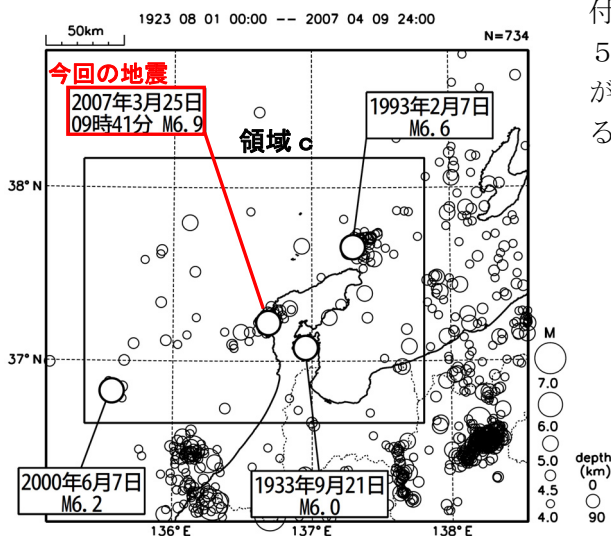 1923 08 01 00:00 -- 2007 04 09 24:00
50km
N=734
付
5
が
る
今回の地震
2007年3月25日
09時41分 M6.9
1993年2月7日
M6.6
領域 c
38°N
37°N
2000年6月7日
M6.2
1933年9月21日
M6.0
136°E
137°E
138°E
M
7.0
6.0
5.0
4.5
4.0
depth
(km)
0
90